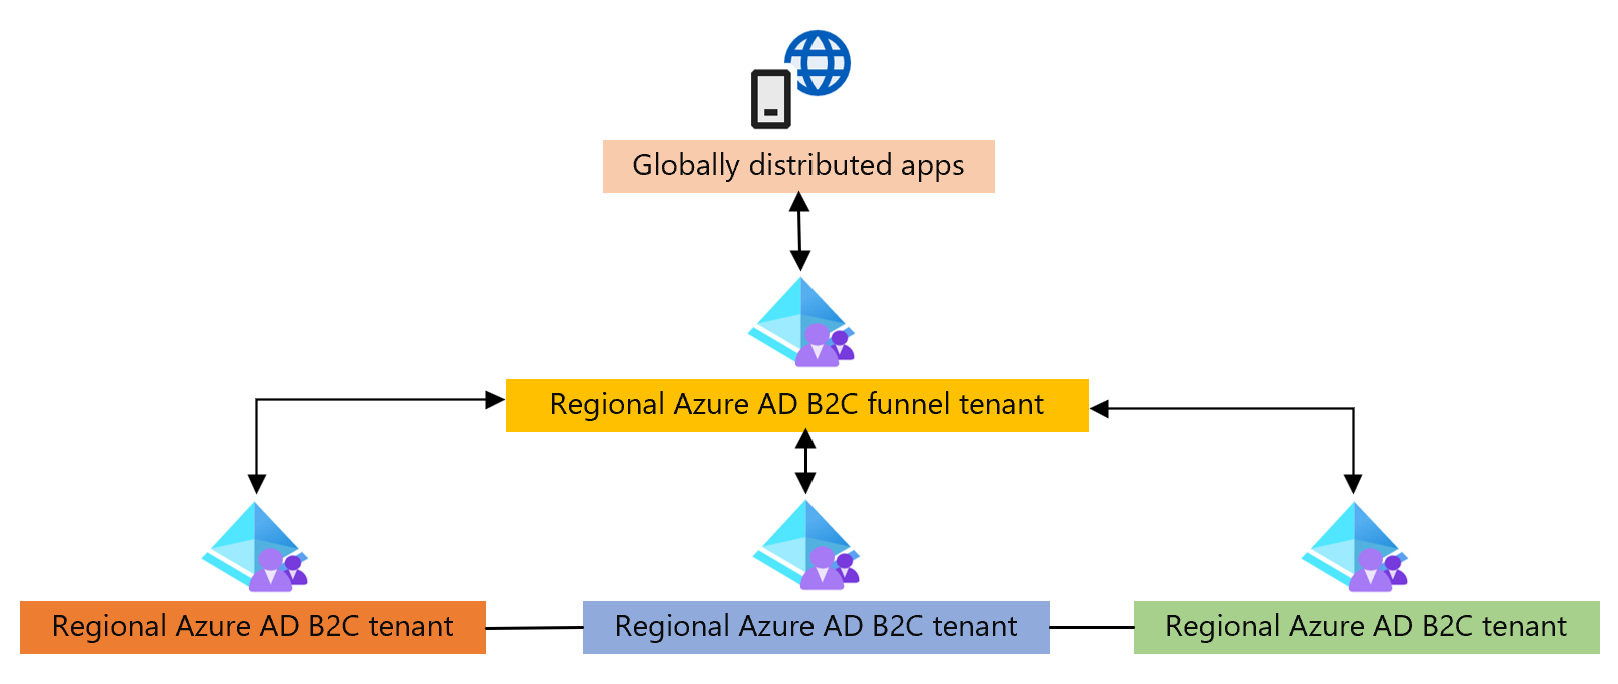 Globally distributed apps
Regional Azure AD B2C funnel tenant
Regional Azure AD B2C tenant
Regional Azure AD B2C tenant
Regional Azure AD B2C tenant